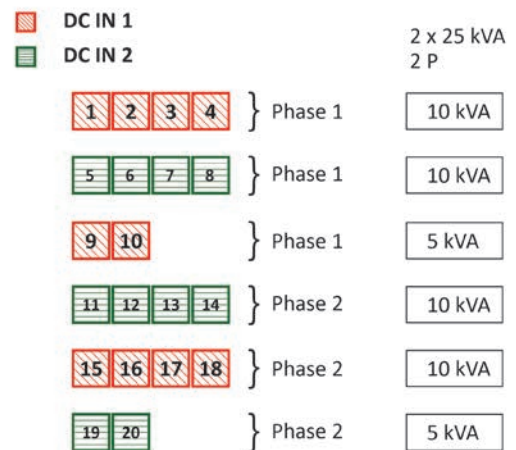 DC IN 1
DC IN 2
2 x 25 kVA
2 P
1 2 3 4 Phase 1 10 kVA
5 6 7 8 Phase 1 10 kVA
9 10 Phase 1 5 kVA
11 12 13 14 Phase 2 10 kVA
15 16 17 18 Phase 2 10 kVA
19 20 Phase 2 5 kVA